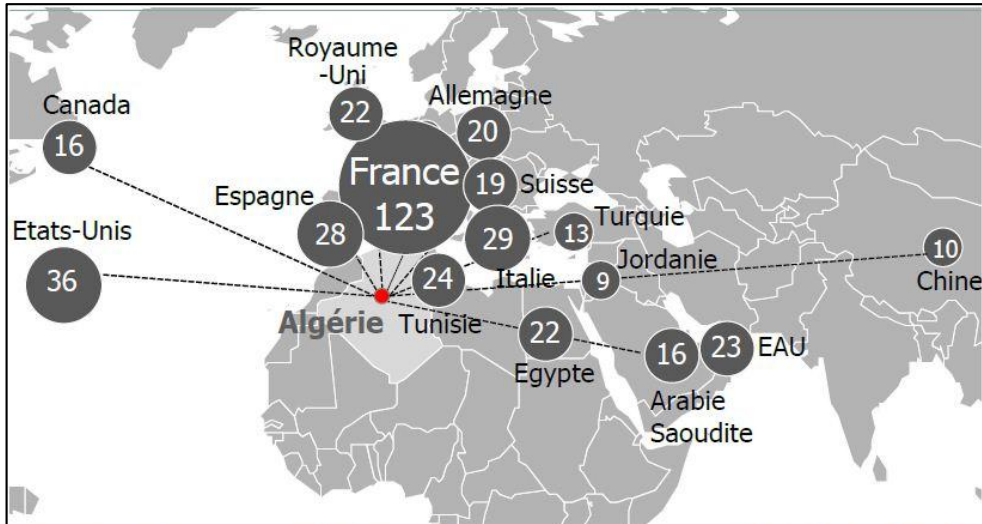 Royaume
-Uni
22
Canada
16
Allemagne
20
France
123
19
Suisse
Espagne
28
Turquie
13
Etats-Unis
36
29
Italie
24
Tunisie
Jordanie
9
10
Chine
Algérie
22
Egypte
16
23
EAU
Arabie
Saoudite